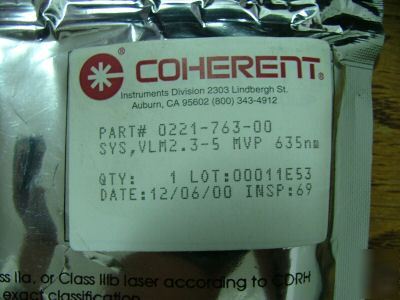 COHERENT®
Instruments Division 2303 Lindbergh St.
Auburn, CA 95602 (800) 343-4912
PART# 0221-763-00
SYS,VLM2.3-5 MVP 635nm
QTY: 1 LOT:00011E53
DATE:12/06/00 INSP:69
ss IIa, or Class IIIb laser according to CDRH
exact classification.